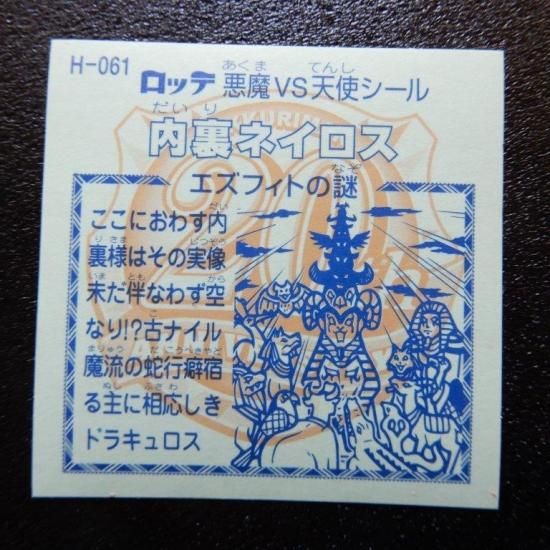 H-061 ロッテ 悪魔VS天使シール
内裏ネイロス
エズフィトの謎
ここにおわす内
裏様はその実像
未た伴なわず空
なり!?古ナイル
魔流の蛇行癖宿
る主に相応しき
ドラキュロス
20th